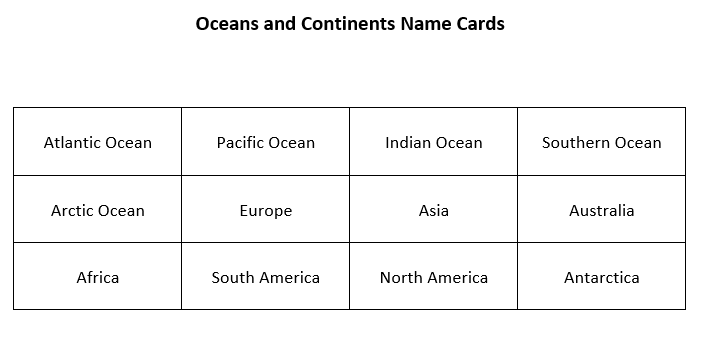 Oceans and Continents Name Cards
Atlantic Ocean Pacific Ocean Indian Ocean Southern Ocean
Arctic Ocean Europe Asia Australia
Africa South America North America Antarctica